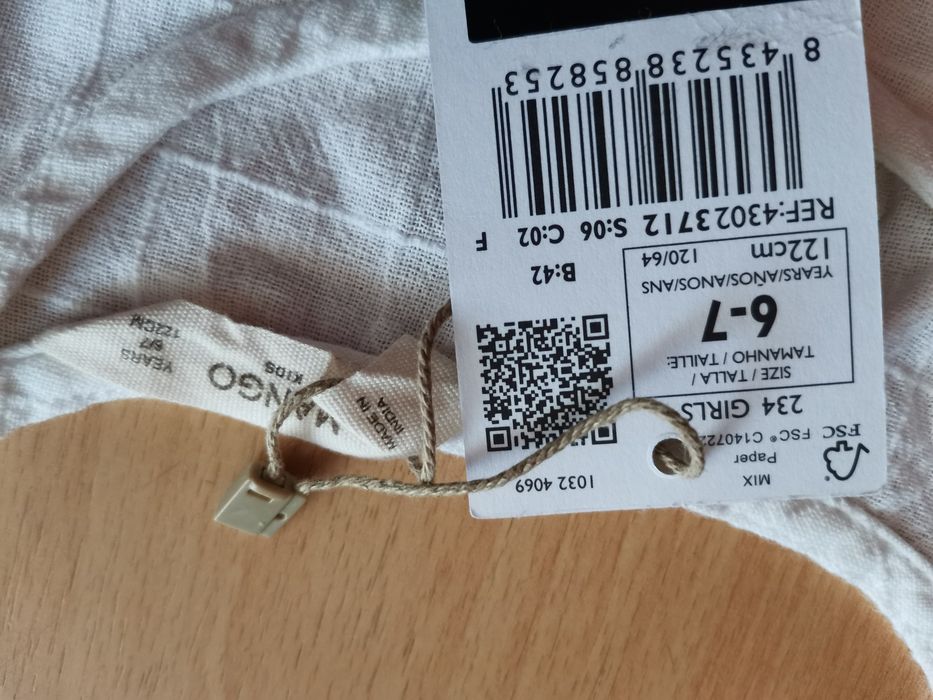 MIX
Paper
FSC
FSC®
1032 4069
234 GIRLS
SIZE / TALLA /
TAMANHO / TAILLE:
6-7
YEARS/AÑOS/ANOS/ANS
122cm 120/64
B:42
REF:43023712 S:06 C:02 F
8 435238 858253
MADE IN
INDIA
MANGO
KIDS
YEARS
6/7
122CM